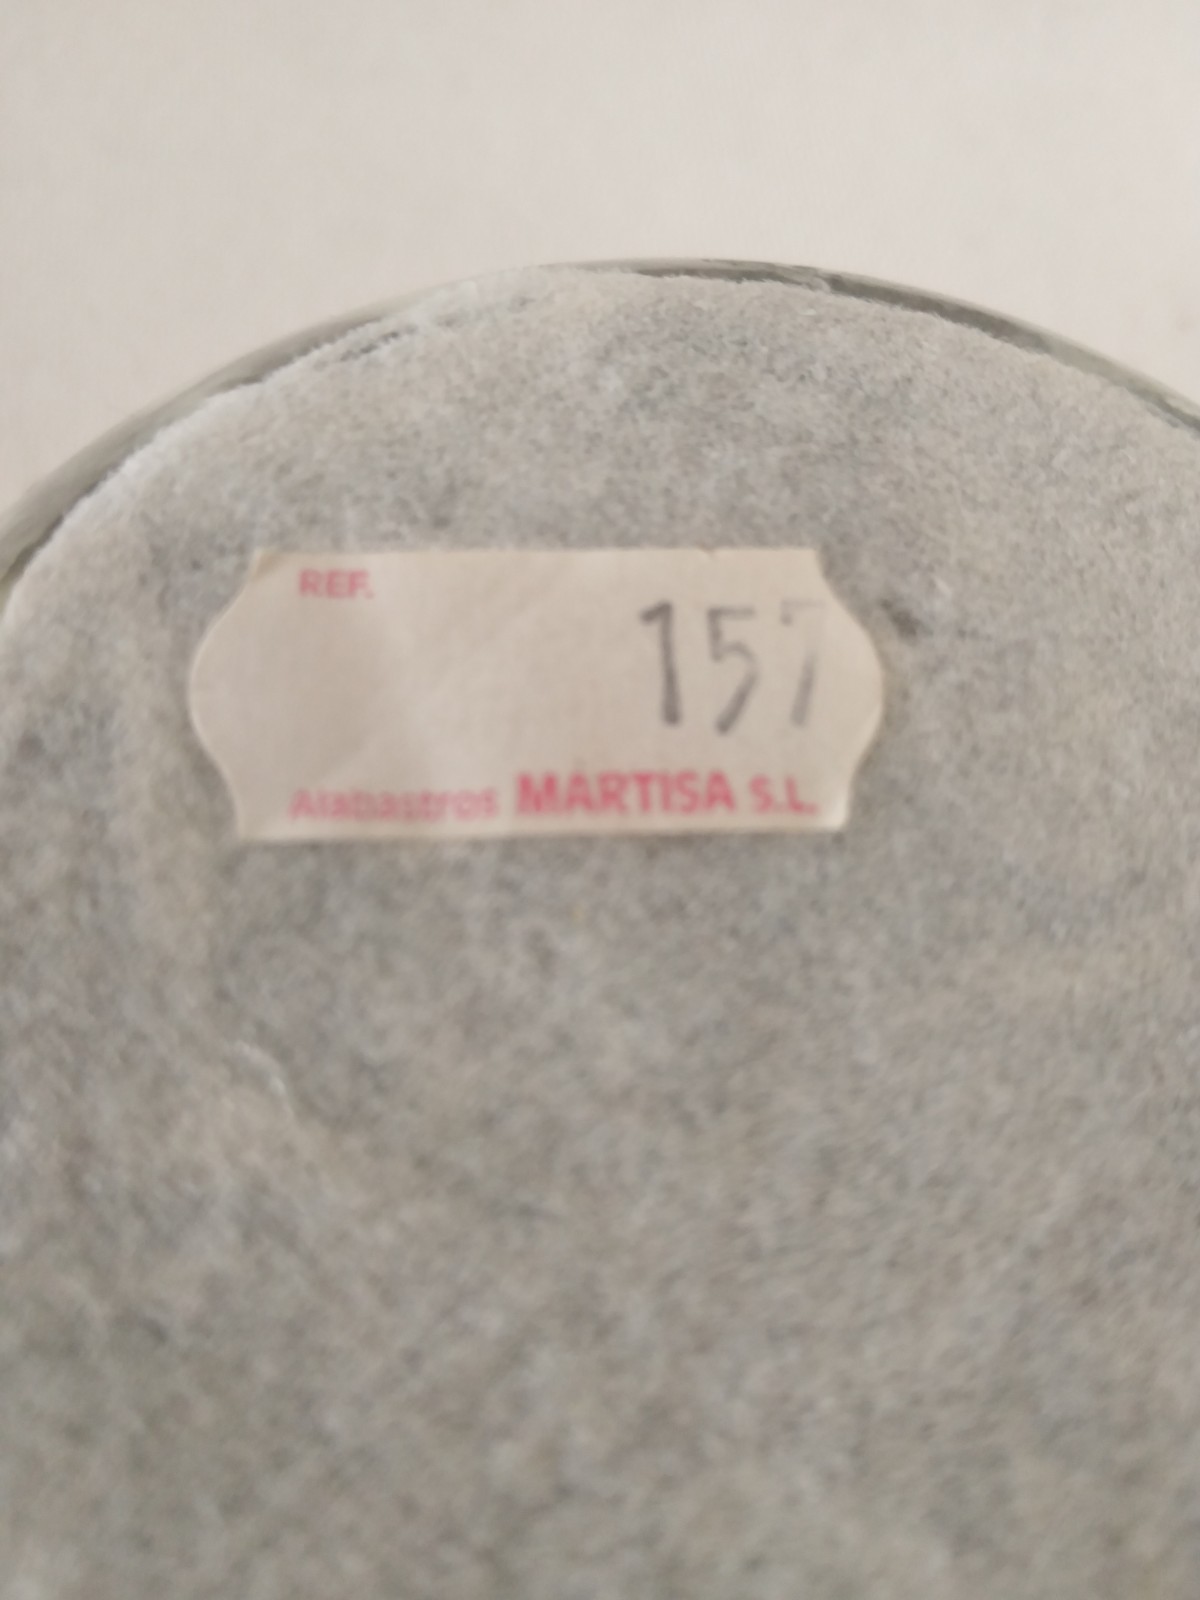 REF.
157
Alabastros MARTISA S.L.